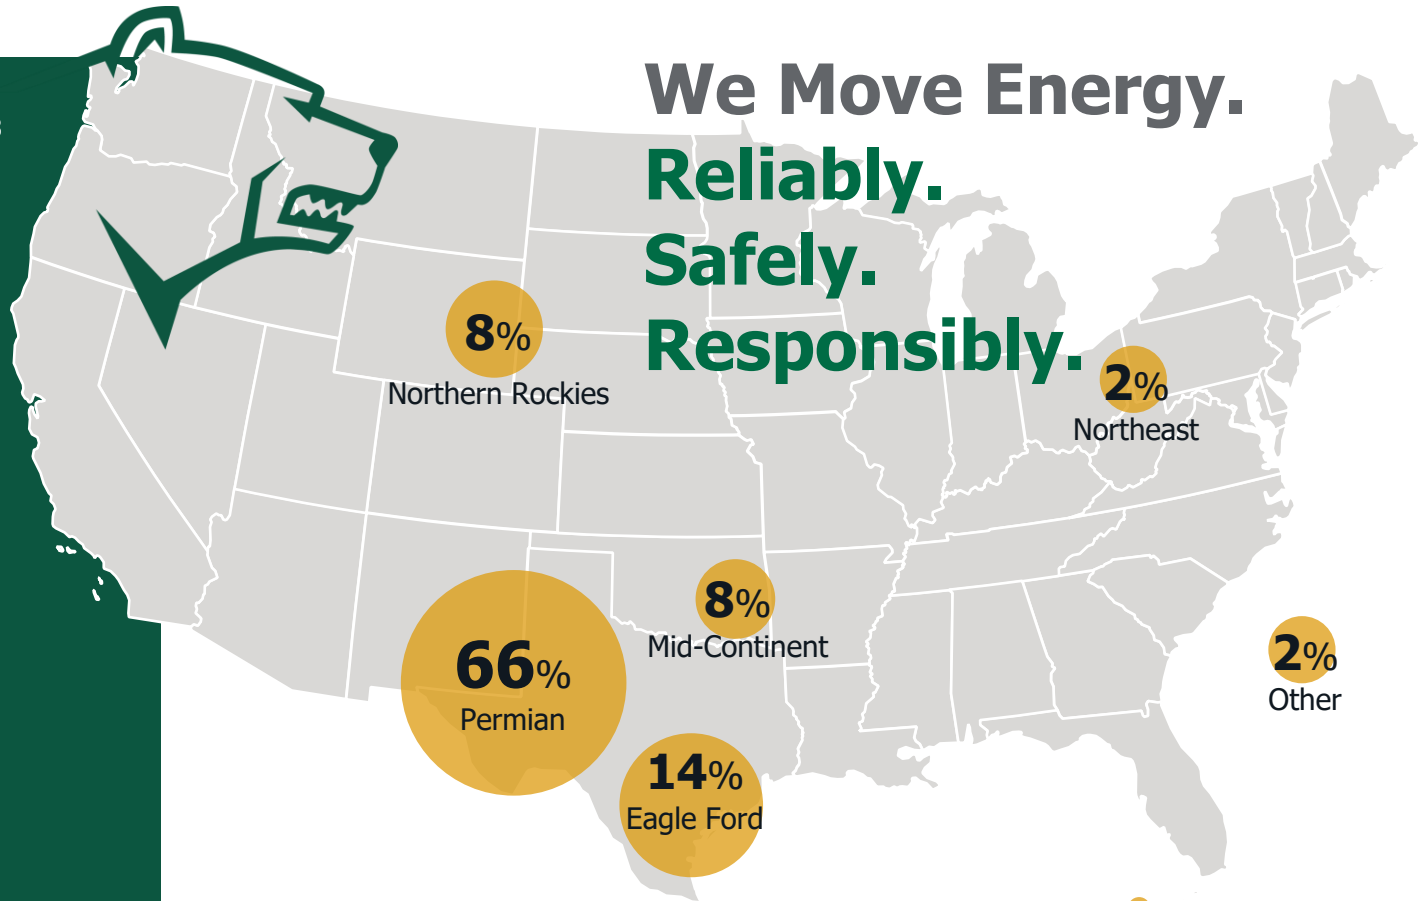 We Move Energy.
Reliably.
Safely.
Responsibly.
8%
Northern Rockies
2%
Northeast
8%
Mid-Continent
66%
Permian
2%
Other
14%
Eagle Ford